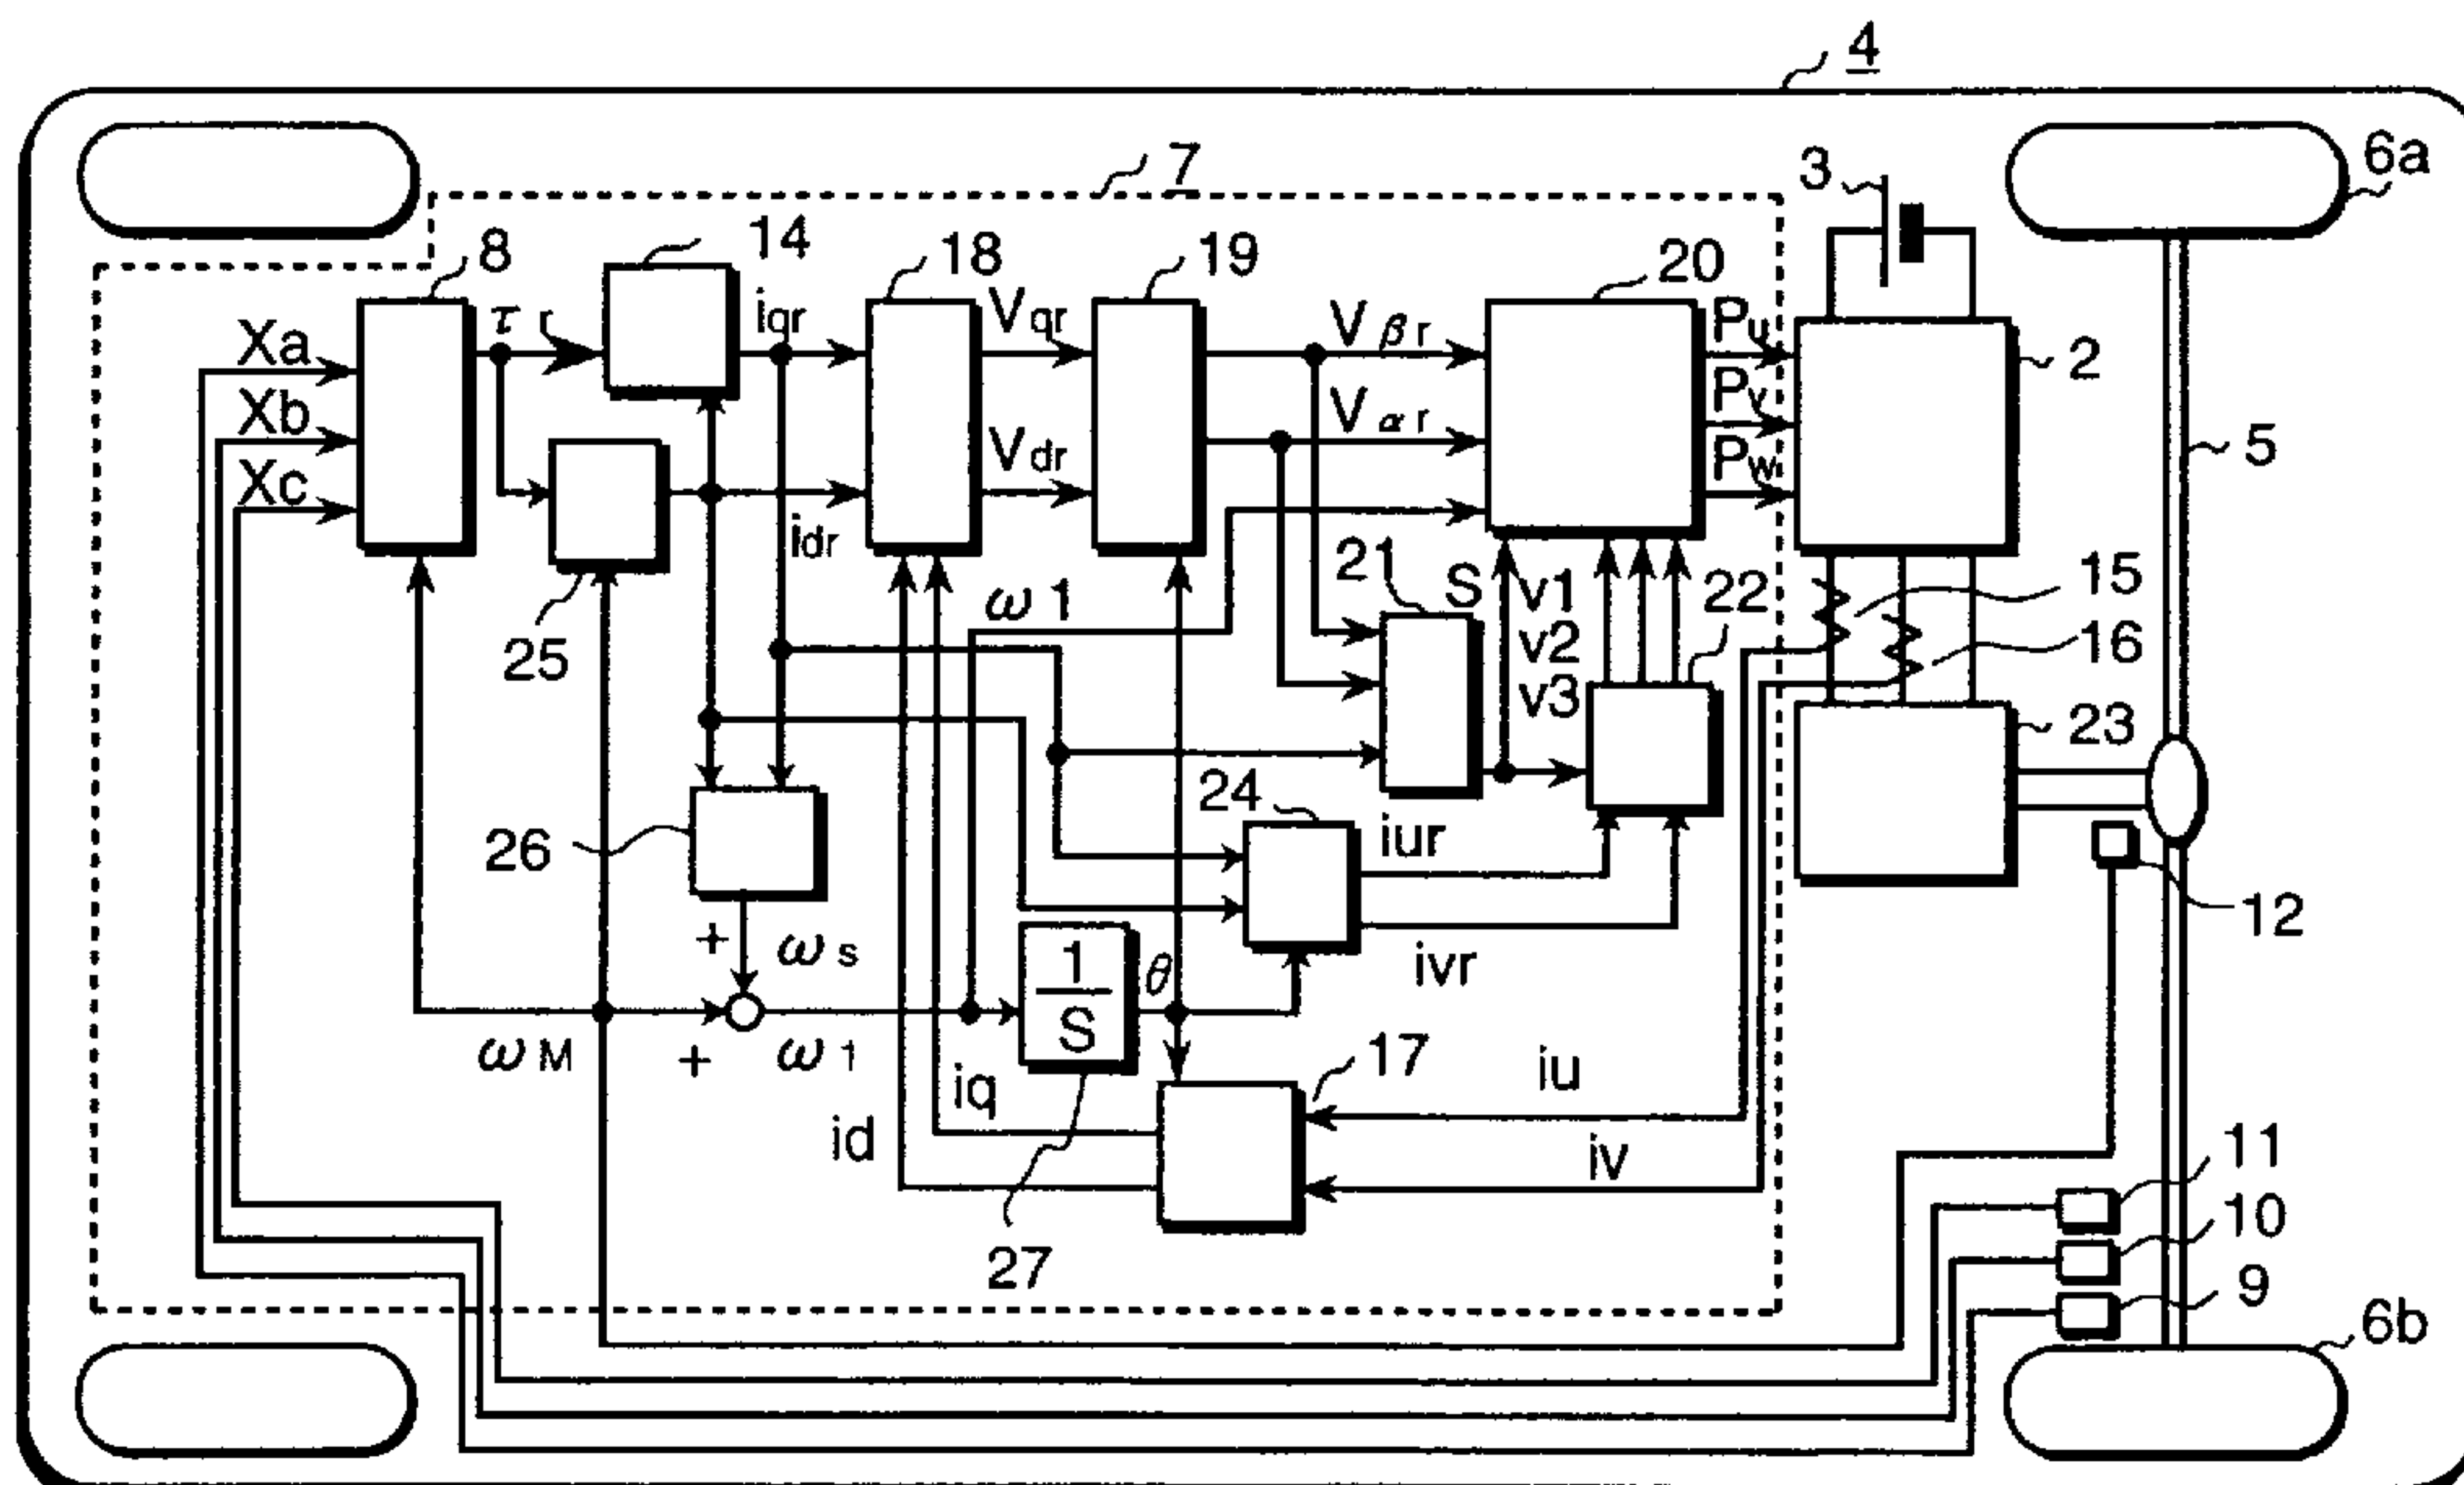 4
6a
7
3
14
8
18
19
20
τr
iqr
Vqr
Vβr
Pu
Xa
2
Pv
Vαr
Xb
Vdr
Pw
5
Xc
idr
21
S
v1
22
15
ω1
25
v2
16
v3
23
24
26
iur
12
+
ωs
ivr
1
S
θ
17
ωM
+
ω1
iu
iq
id
11
iv
10
27
9
6b